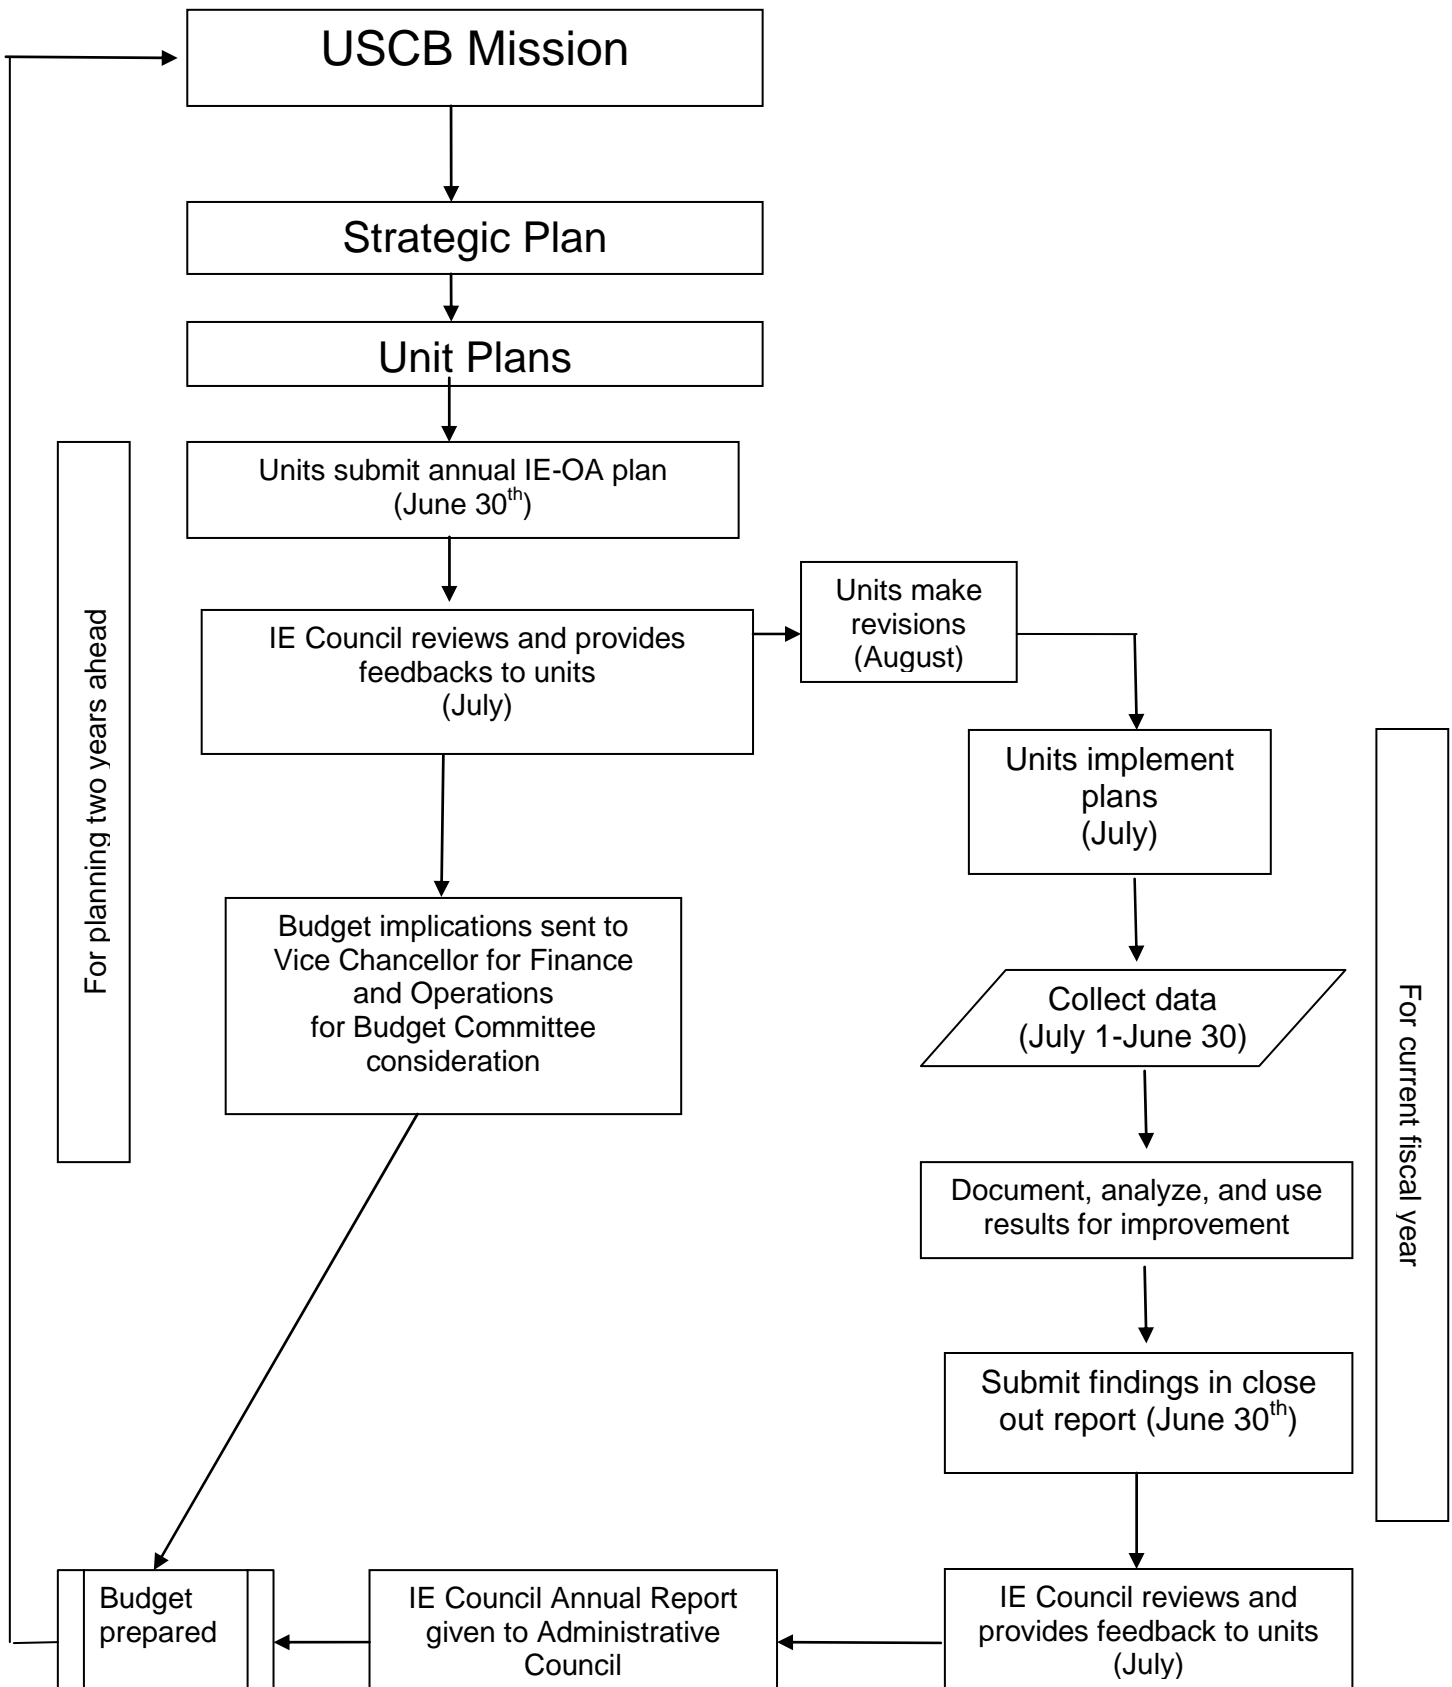 USCB Mission
Strategic Plan
Unit Plans
For planning two years ahead
Units submit annual IE-OA plan
(June 30th)
IE Council reviews and provides
feedbacks to units
(July)
Units make
revisions
(August)
Budget implications sent to
Vice Chancellor for Finance
and Operations
for Budget Committee
consideration
Units implement
plans
(July)
Collect data
(July 1-June 30)
Document, analyze, and use
results for improvement
Submit findings in close
out report (June 30th)
For current fiscal year
IE Council reviews and
provides feedback to units
(July)
IE Council Annual Report
given to Administrative
Council
Budget
prepared